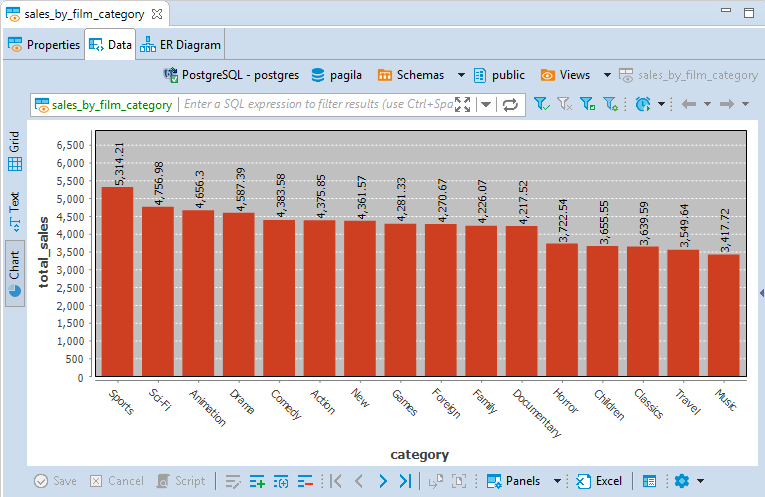 sales_by_film_category
Properties Data ER Diagram
PostgreSQL - postgres pagila Schemas public Views sales_by_film_category
sales_by_film_category Enter a SQL expression to filter results (use Ctrl+Spa
Grid
Text
Chart
total_sales
6,500
6,000
5,500
5,000
4,500
4,000
3,500
3,000
2,500
2,000
1,500
1,000
500
0
5,314.21 4,756.98 4,656.3 4,587.39 4,383.58 4,375.85 4,361.57 4,281.33 4,270.67 4,226.07 4,217.52 3,722.54 3,655.55 3,639.59 3,549.64 3,417.72
Sports Sci-Fi Animation Drama Comedy Action New Games Foreign Family Documentary Horror Children Classics Travel Music
category
Save Cancel Script Panels Excel